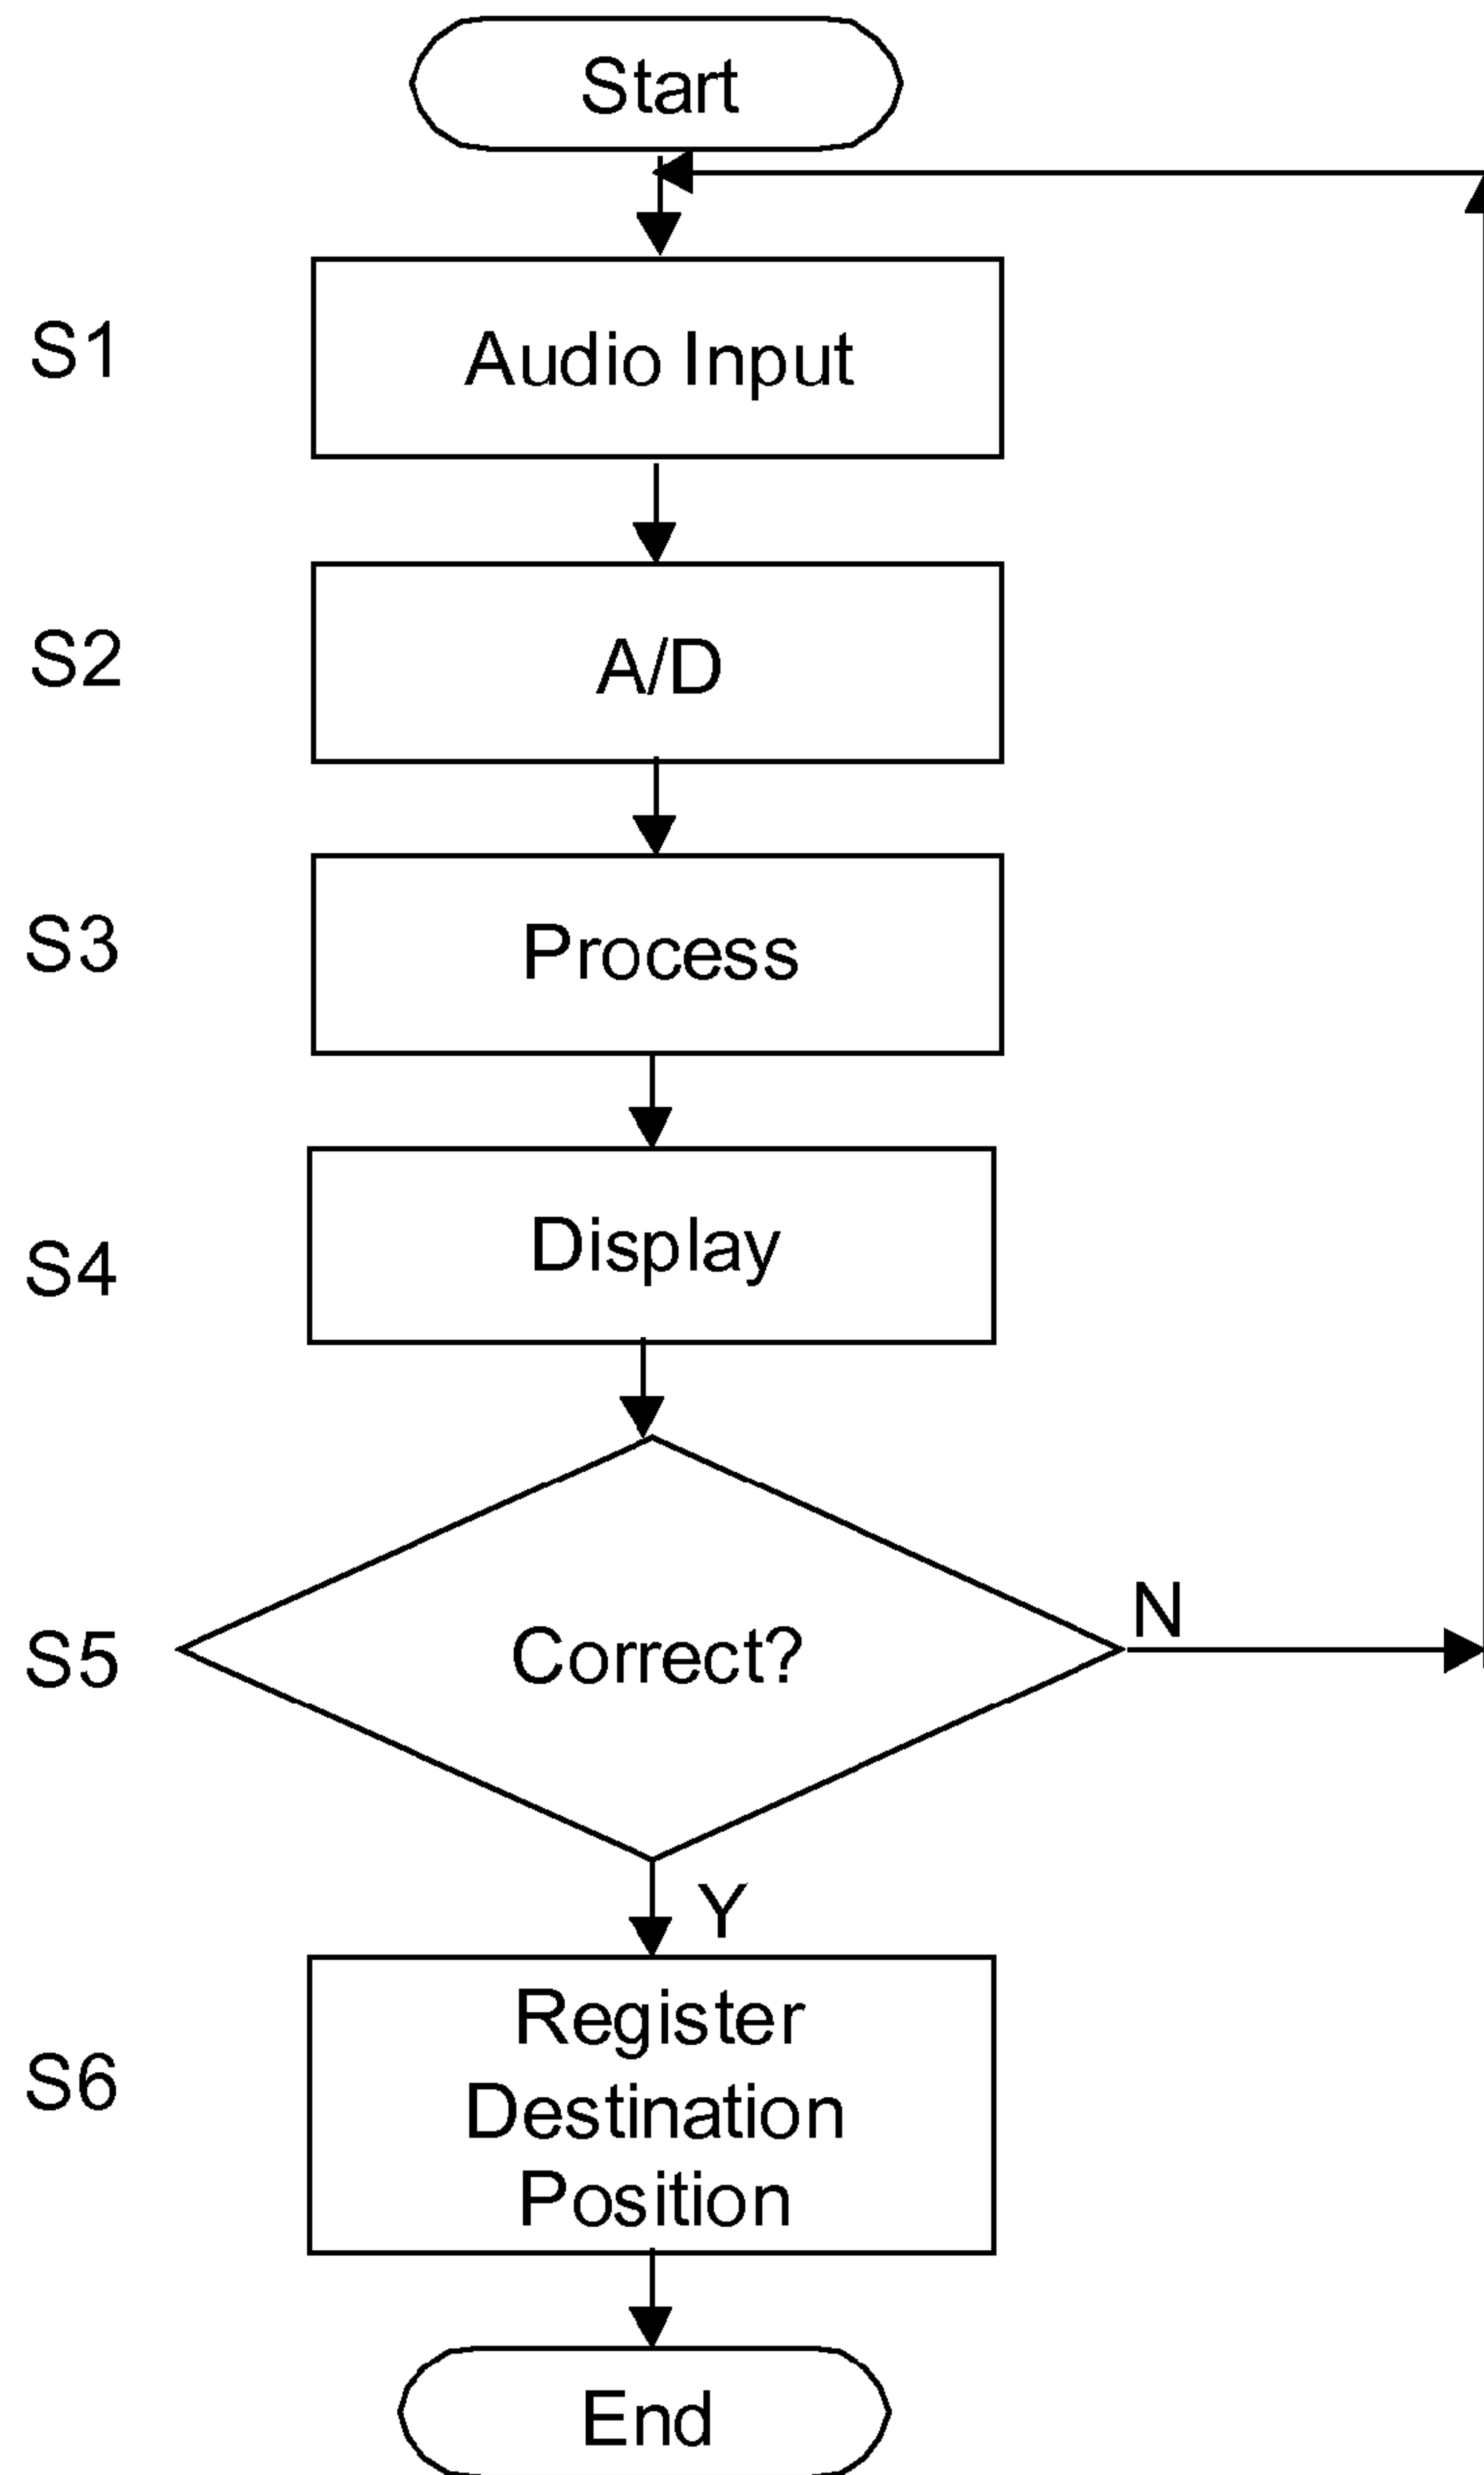 Start
S1
Audio Input
S2
A/D
S3
Process
S4
Display
S5
Correct?
N
Y
S6
Register
Destination
Position
End